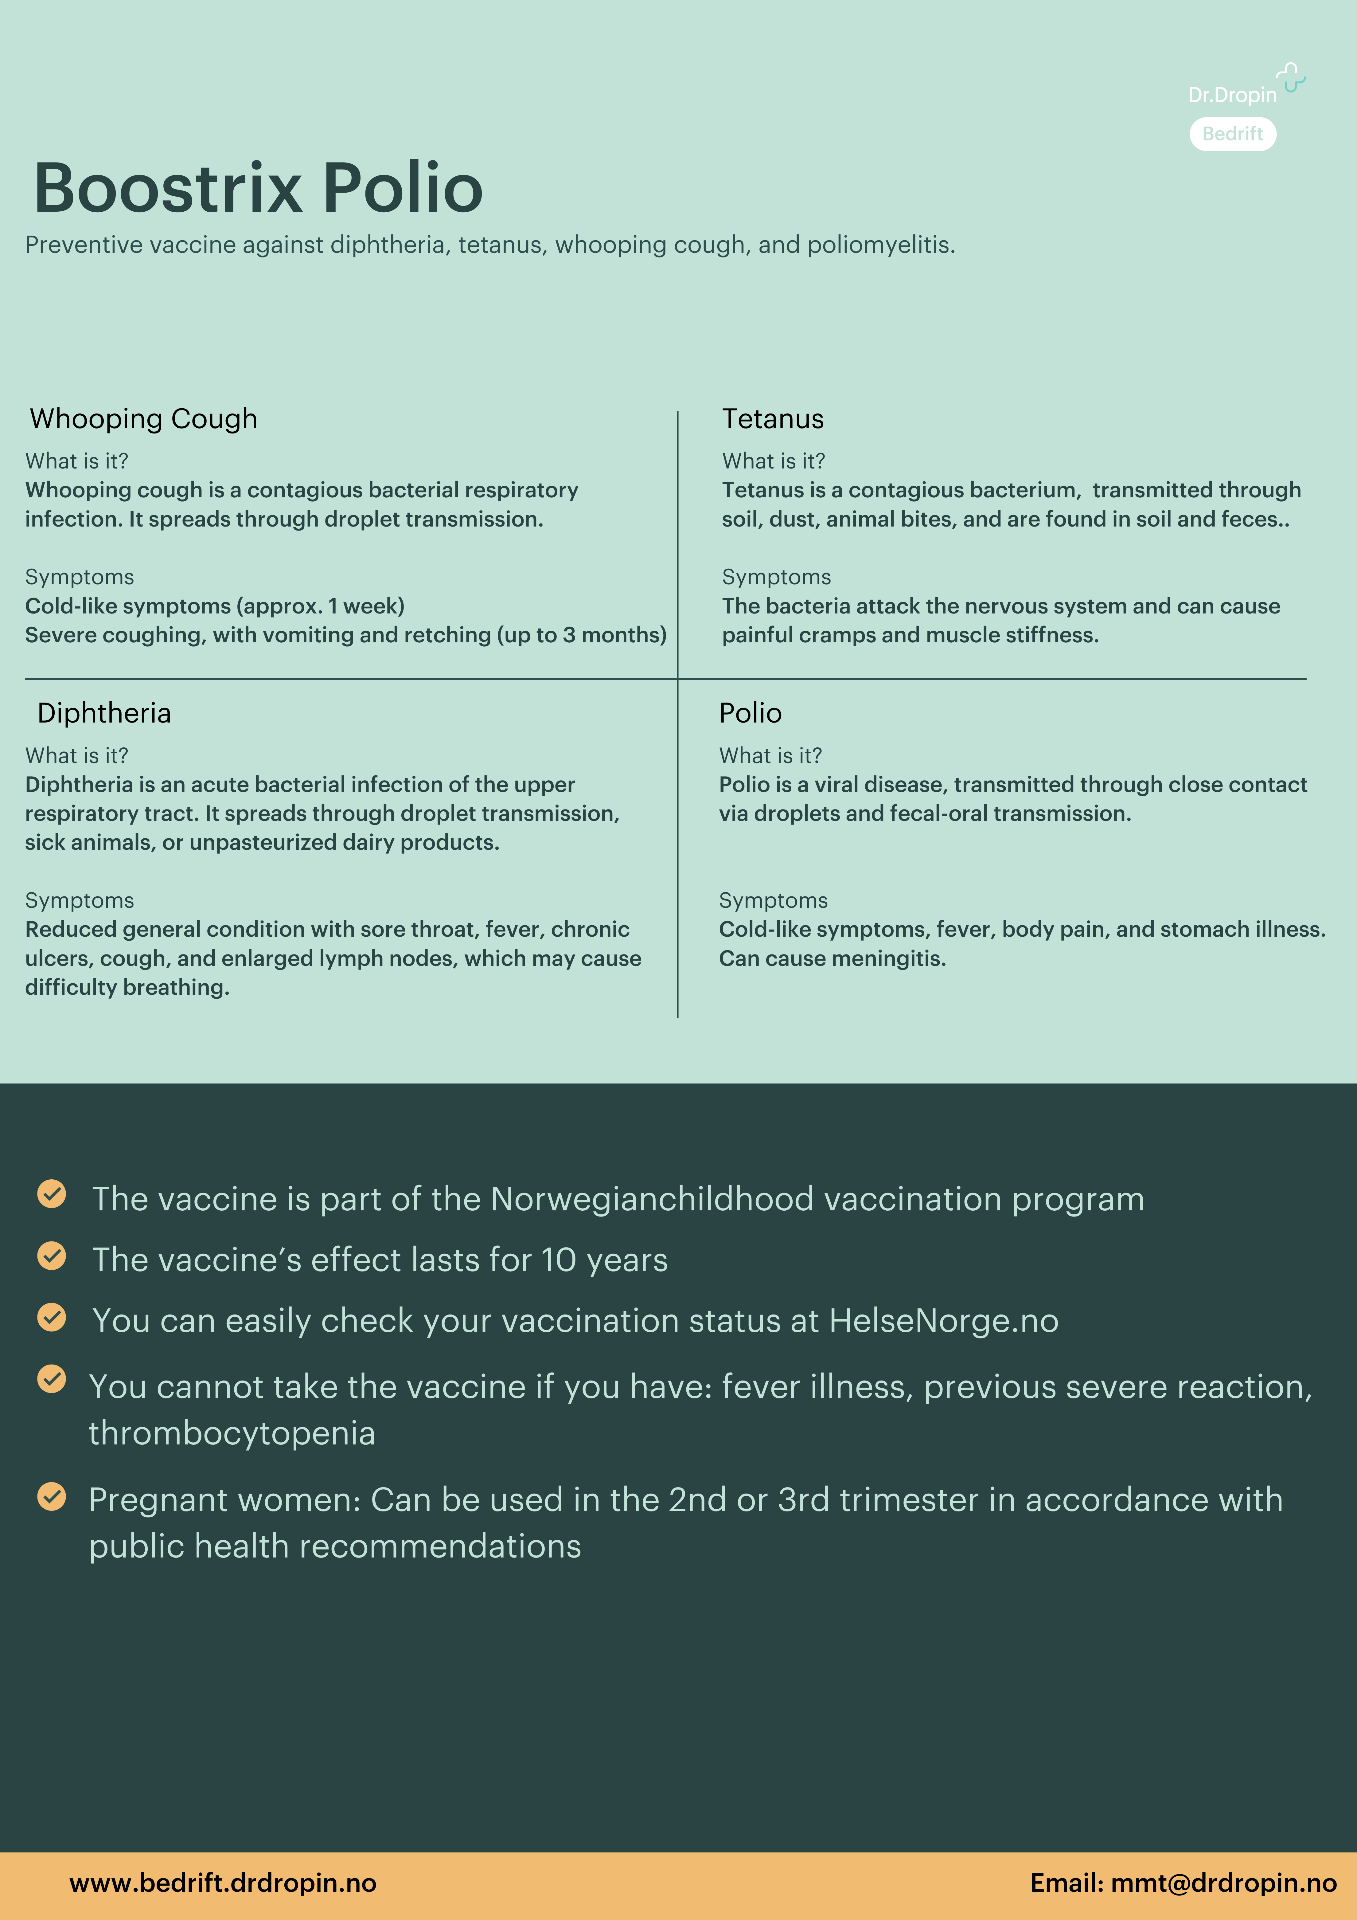 Dr.Dropin
Bedrift
Boostrix Polio
Preventive vaccine against diphtheria, tetanus, whooping cough, and poliomyelitis.
Whooping Cough
What is it?
Whooping cough is a contagious bacterial respiratory
infection. It spreads through droplet transmission.
Symptoms
Cold-like symptoms (approx. 1 week)
Severe coughing, with vomiting and retching (up to 3 months)
Tetanus
What is it?
Tetanus is a contagious bacterium,  transmitted through
soil, dust, animal bites, and are found in soil and feces..
Symptoms
The bacteria attack the nervous system and can cause
painful cramps and muscle stiffness.
Diphtheria
What is it?
Diphtheria is an acute bacterial infection of the upper
respiratory tract. It spreads through droplet transmission,
sick animals, or unpasteurized dairy products.
Symptoms
Reduced general condition with sore throat, fever, chronic
ulcers, cough, and enlarged lymph nodes, which may cause
difficulty breathing.
Polio
What is it?
Polio is a viral disease, transmitted through close contact
via droplets and fecal-oral transmission.
Symptoms
Cold-like symptoms, fever, body pain, and stomach illness.
Can cause meningitis.
The vaccine is part of the Norwegianchildhood vaccination program
The vaccine's effect lasts for 10 years
You can easily check your vaccination status at HelseNorge.no
You cannot take the vaccine if you have: fever illness, previous severe reaction,
thrombocytopenia
Pregnant women: Can be used in the 2nd or 3rd trimester in accordance with
public health recommendations
www.bedrift.drdropin.no
Email: mmt@drdropin.no